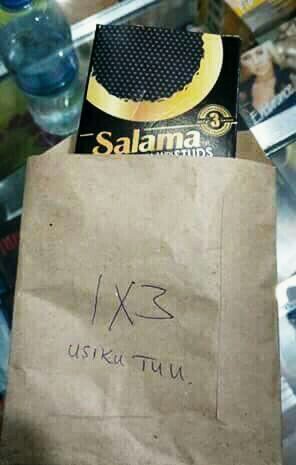 Salama
3
STUDS
1X3
usiku tuu.